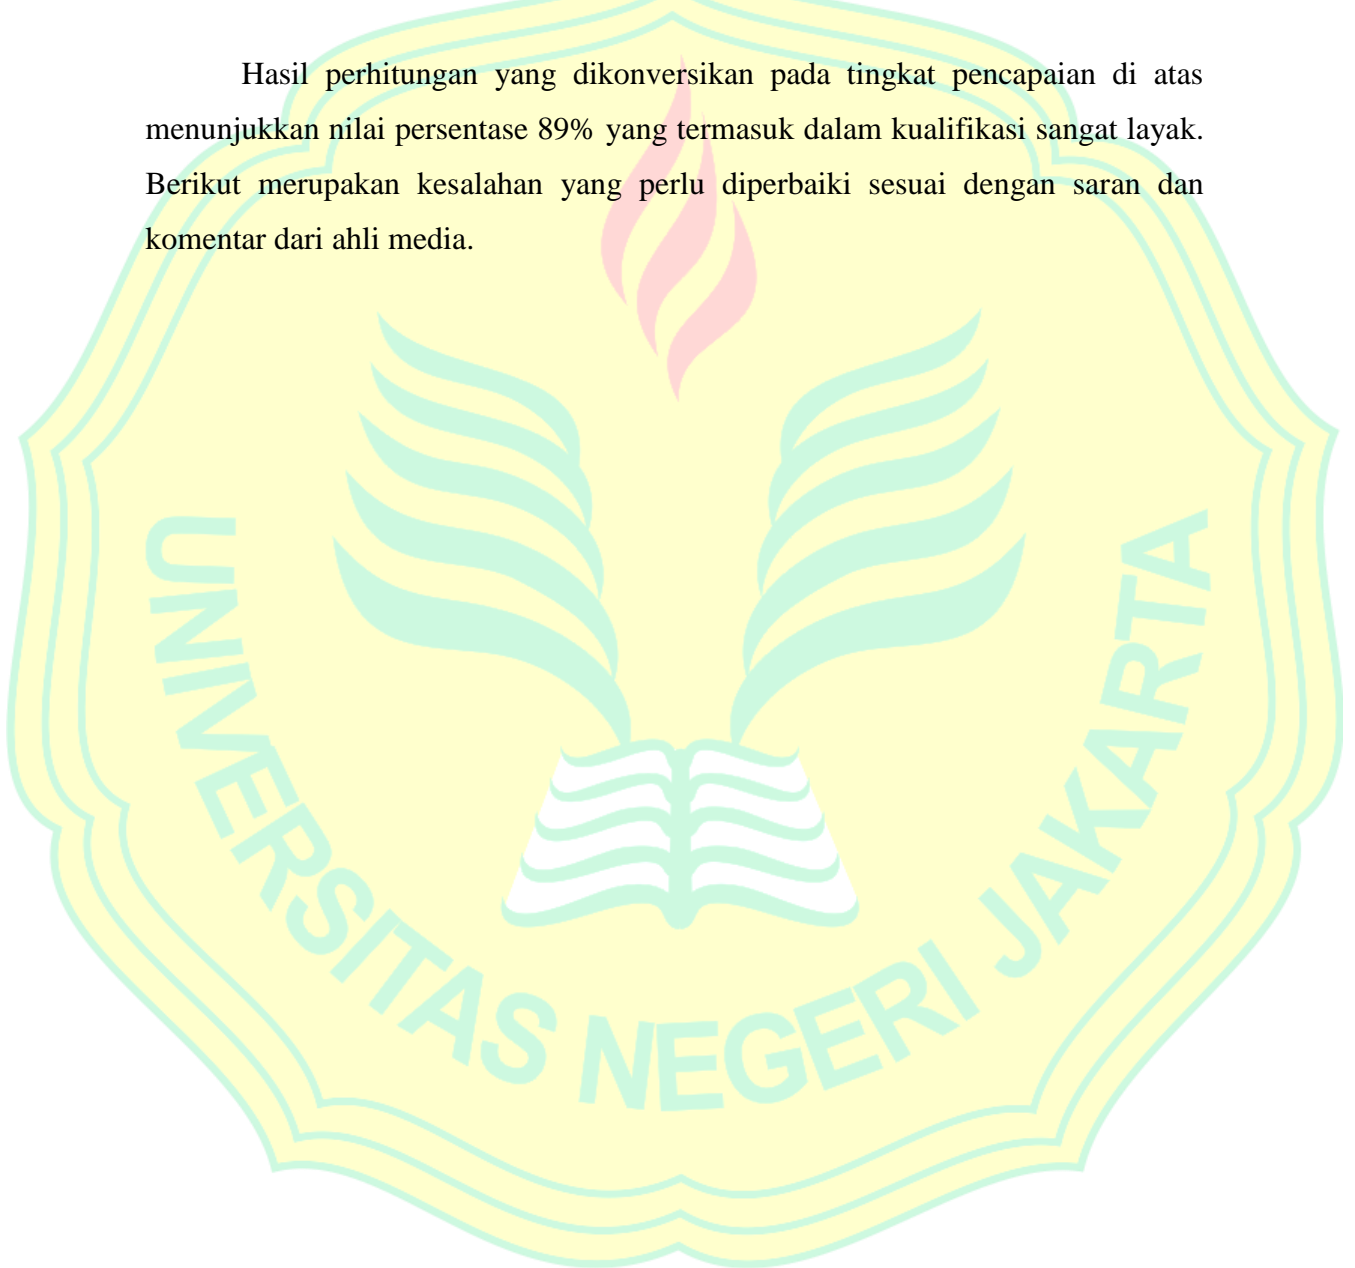 Hasil perhitungan yang dikonversikan pada tingkat pencapaian di atas
menunjukkan nilai persentase 89% yang termasuk dalam kualifikasi sangat layak.
Berikut merupakan kesalahan yang perlu diperbaiki sesuai dengan saran dan
komentar dari ahli media.
UNIVERSITAS NEGERI JAKARTA